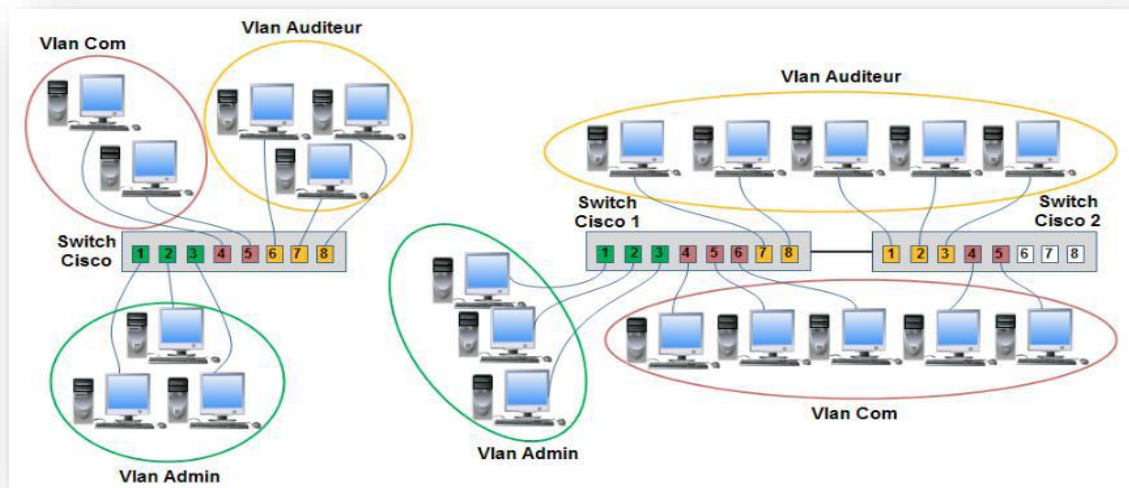 Vlan Com
Vlan Auditeur
Switch
Cisco
1 2 3 4 5 6 7 8
Vlan Admin
Vlan Auditeur
Switch
Cisco 1
Switch
Cisco 2
1 2 3 4 5 6 7 8
1 2 3 4 5 6 7 8
Vlan Com
Vlan Admin